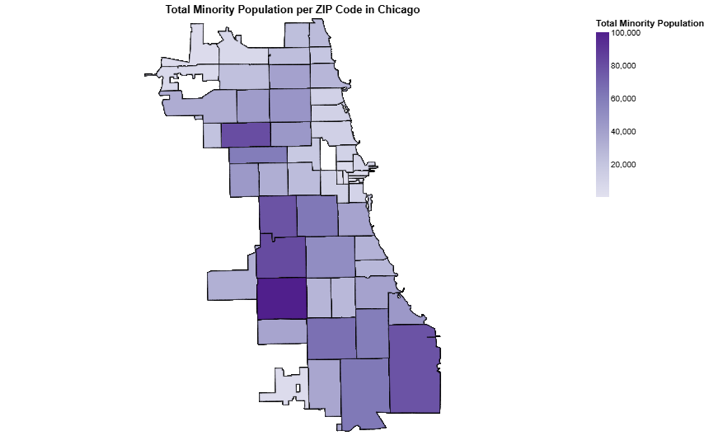 Total Minority Population per ZIP Code in Chicago
Total Minority Population
100,000
80,000
60,000
40,000
20,000